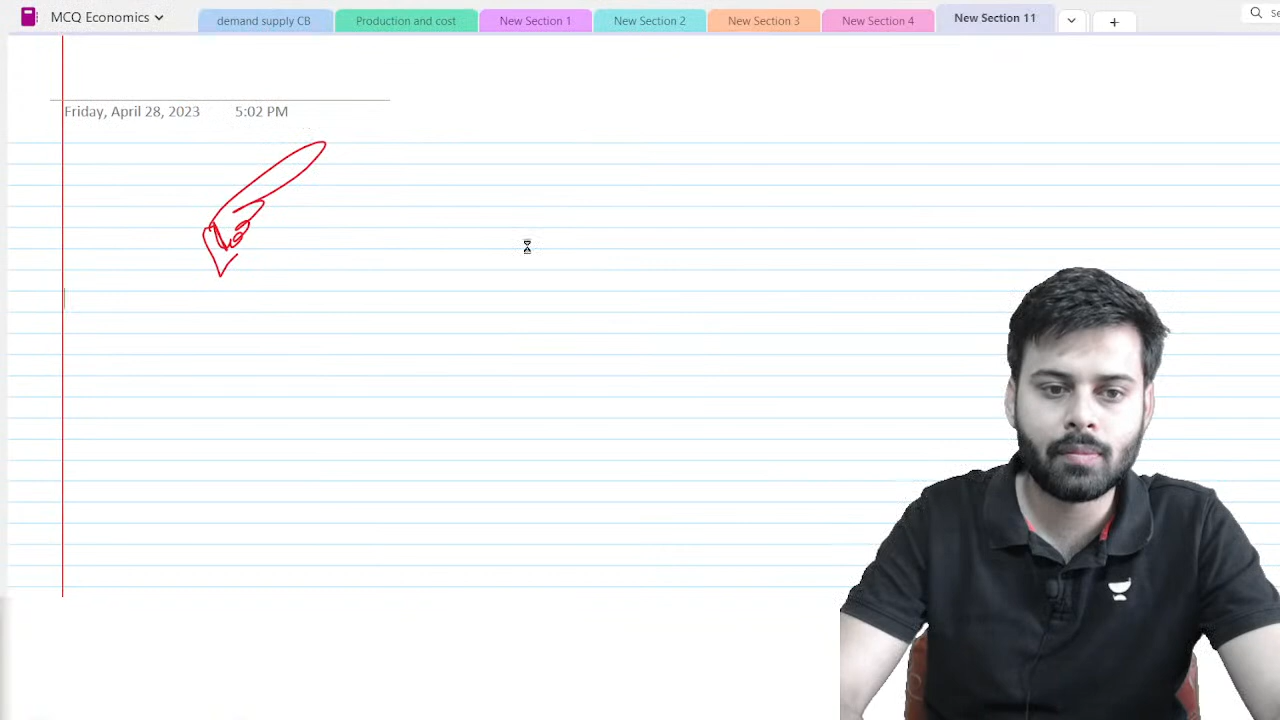 MCQ Economics
demand supply CB
Production and cost
New Section 1
New Section 2
New Section 3
New Section 4
New Section 11
+
Friday, April 28, 2023 5:02 PM